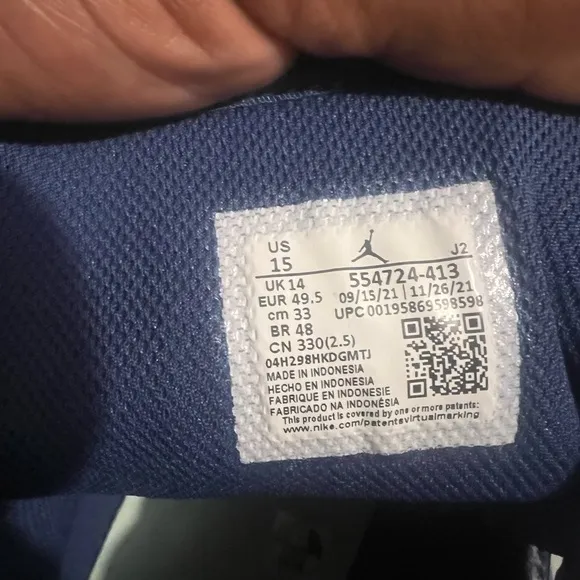 US
15
J2
UK 14
EUR 49.5
cm 33
BR 48
CN 330(2.5)
554724-413
09/15/21 | 11/26/21
UPC 00195869598598
04H298HKDGMTJ
MADE IN INDONESIA
HECHO EN INDONESIA
FABRIQUE EN INDONESIE
FABRICADO NA INDONÉSIA
This product is covered by one or more patents:
www.nike.com/patentsvirtualmarking